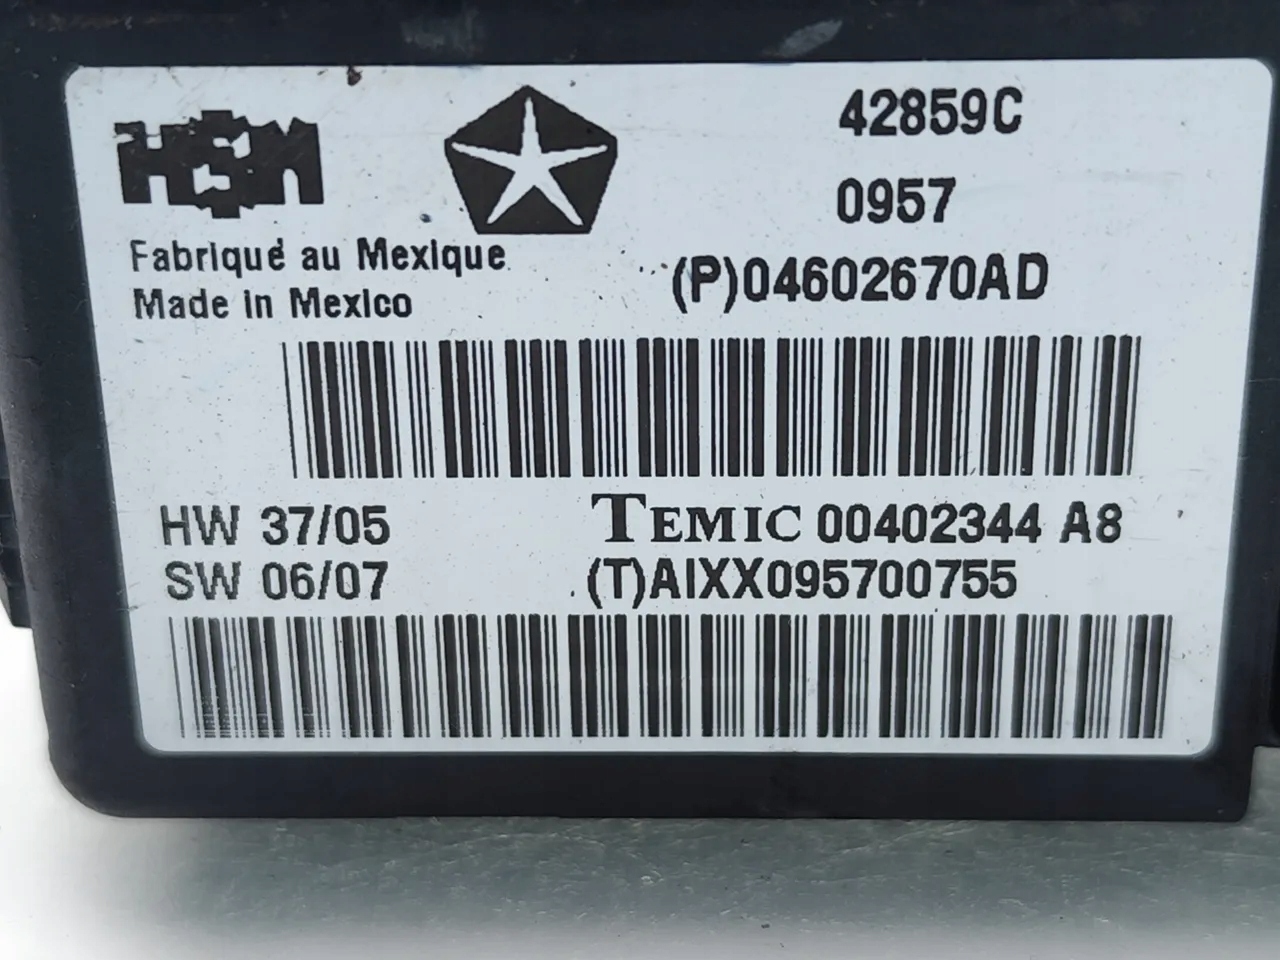 HSM
42859C
0957
Fabriqué au Mexique
Made in Mexico
(P)04602670AD
HW 37/05
TEMIC 00402344 A8
SW 06/07
(T)AIXX095700755